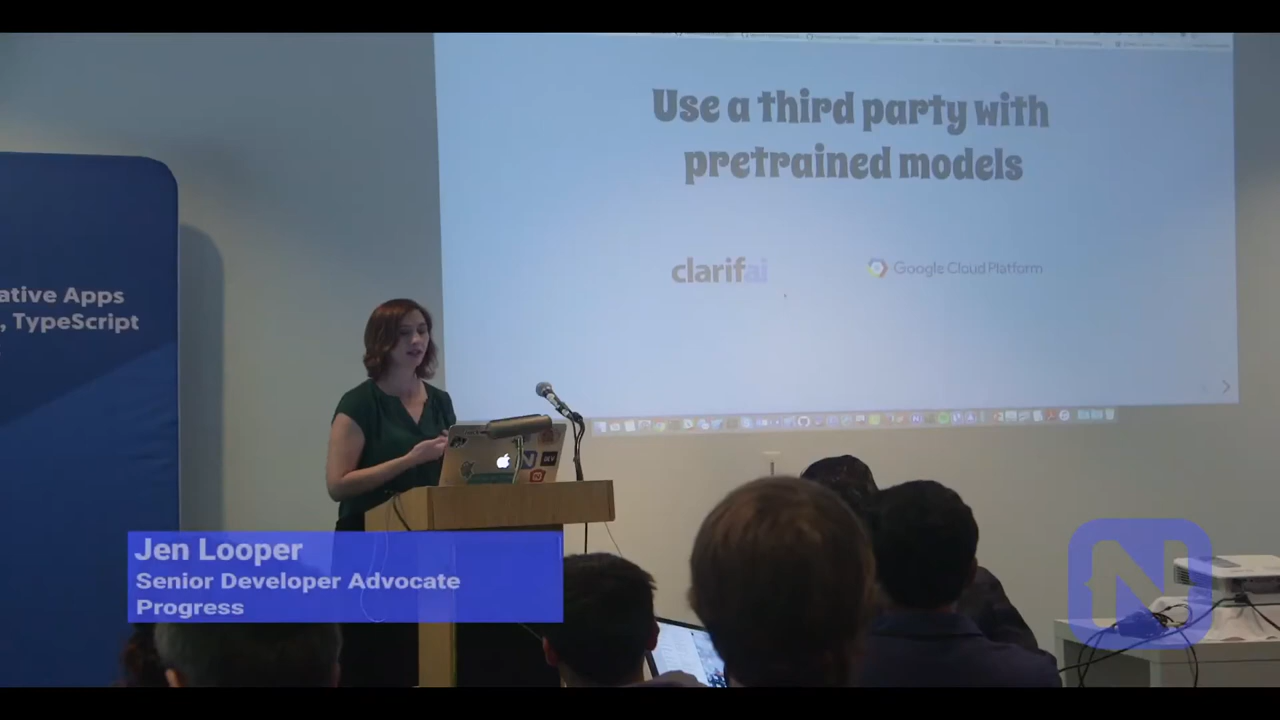 Use a third party with
pretrained models
clarifai
Google Cloud Platform
ative Apps
, TypeScript
DEV
Jen Looper
Senior Developer Advocate
Progress
N